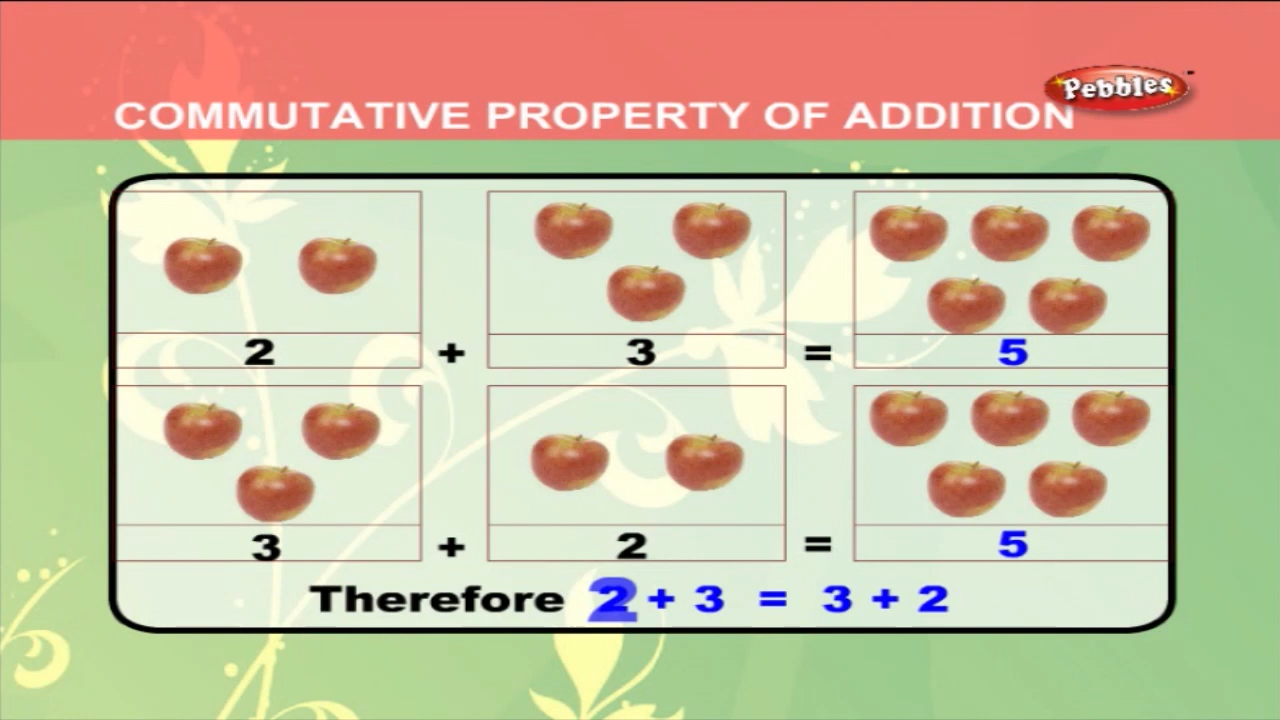 Pebbles
COMMUTATIVE PROPERTY OF ADDITION
2 + 3 = 5
3 + 2 = 5
Therefore 2 + 3 = 3 + 2